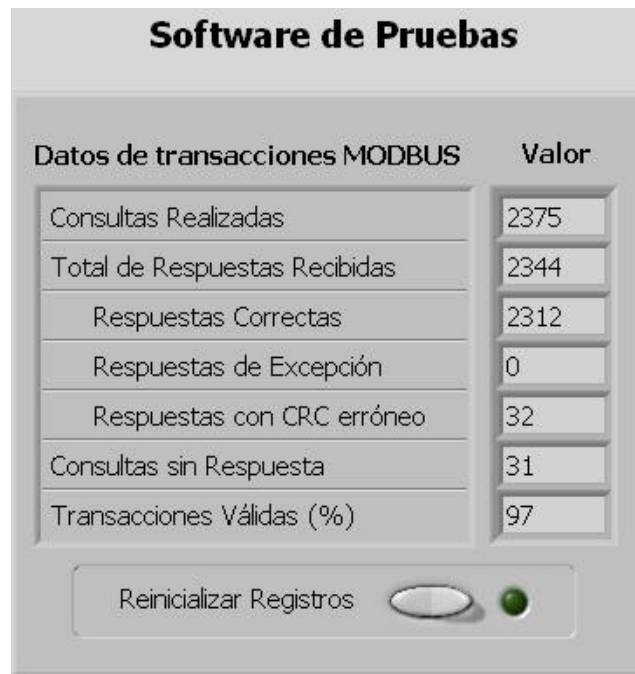 Software de Pruebas
Datos de transacciones MODBUS Valor
Consultas Realizadas 2375
Total de Respuestas Recibidas 2344
Respuestas Correctas 2312
Respuestas de Excepción 0
Respuestas con CRC erróneo 32
Consultas sin Respuesta 31
Transacciones Válidas (%) 97
Reinicializar Registros